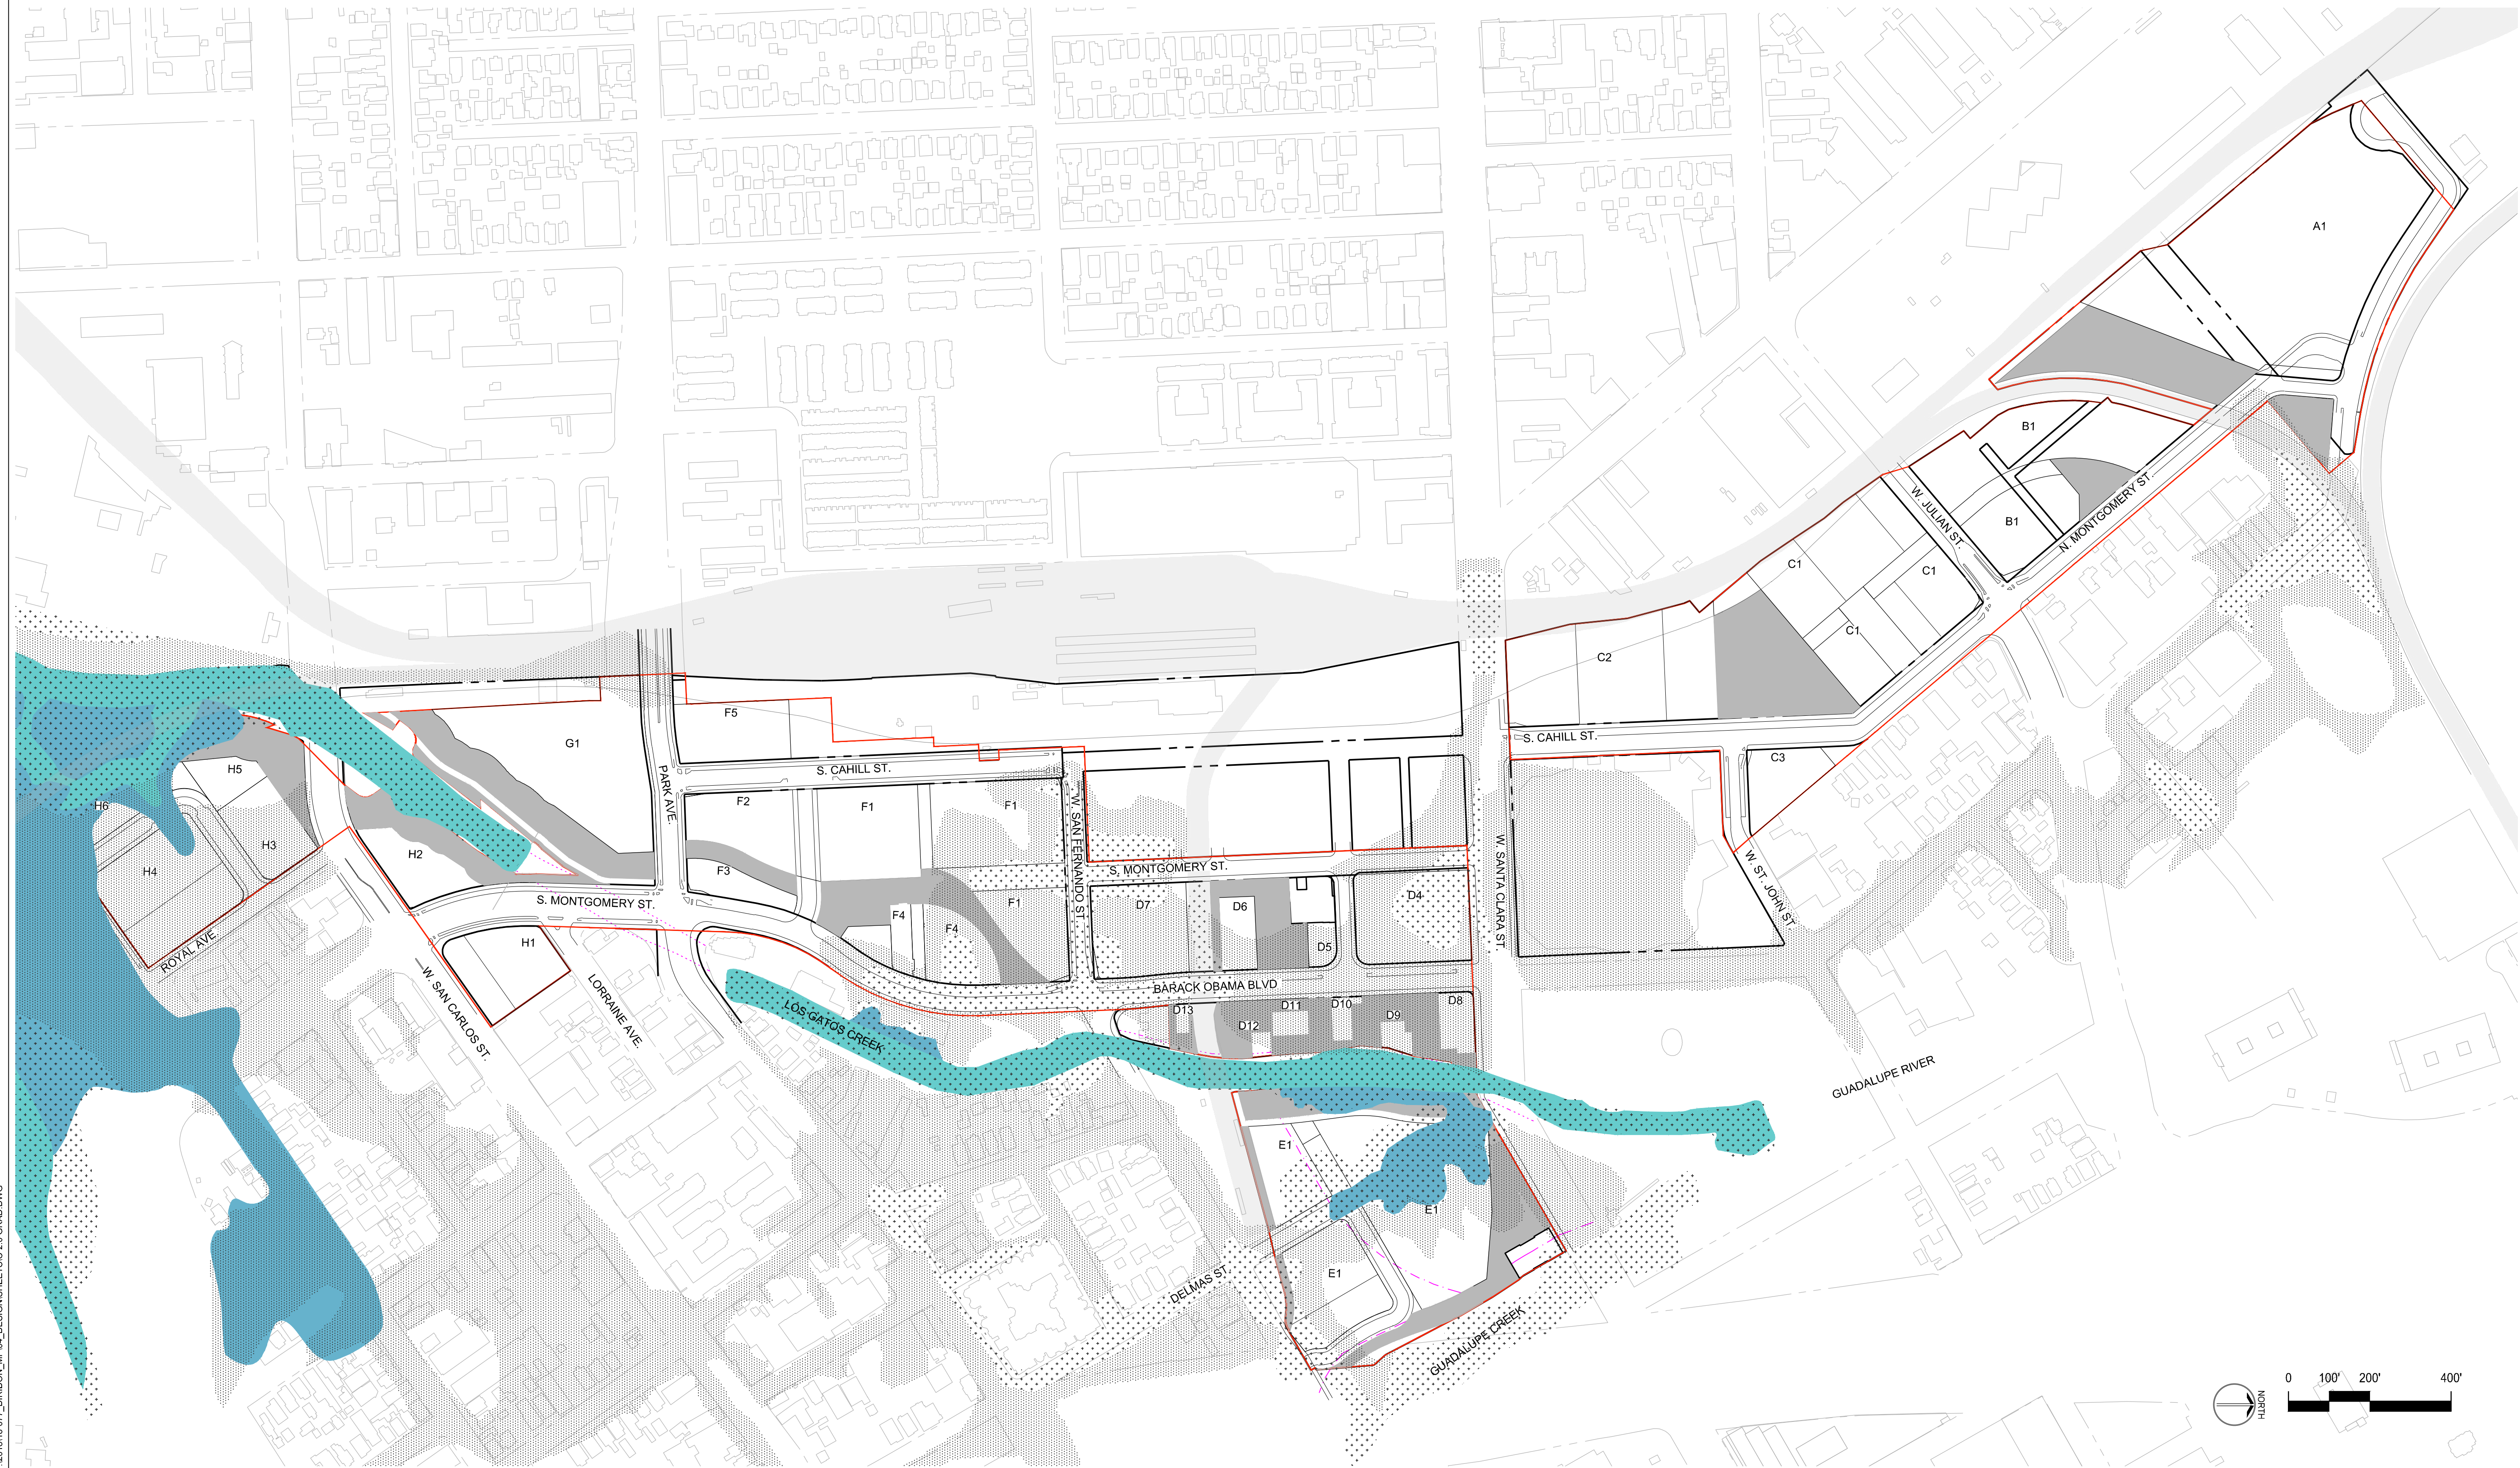 A1
B1
B1
W. JULIAN ST.
N. MONTGOMERY ST.
C1
C1
C1
C2
S. CAHILL ST.
C3
W. ST. JOHN ST.
W. SANTA CLARA ST.
F5
G1
PARK AVE.
S. CAHILL ST.
F2
F1
F1
W. SAN FERNANDO ST.
H5
H6
H3
H4
H2
F3
S. MONTGOMERY ST.
S. MONTGOMERY ST.
F4
F4
F1
D7
D6
D5
D4
H1
ROYAL AVE
W. SAN CARLOS ST.
LORRAINE AVE.
BARACK OBAMA BLVD
LOS GATOS CREEK
D13
D12
D11
D10
D9
D8
GUADALUPE RIVER
E1
E1
E1
DELMAS ST.
GUADALUPE CREEK
NORTH
0 100' 200' 400'